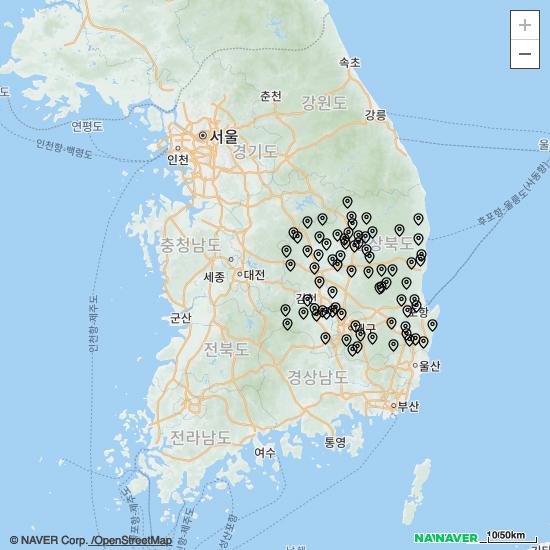 +
−
속초
춘천
강원도
강릉
연평도
서울
인천
경기도
인천항-백령도
울
후포항-울릉도(사동항)
충청남도
상북도
세종
대전
인천항-제주도
군산
김천
포항
대구
전라북도
경상남도
울산
부산
전라남도
여수
통영
© NAVER Corp. /OpenStreetMap
NAVER
10|50km